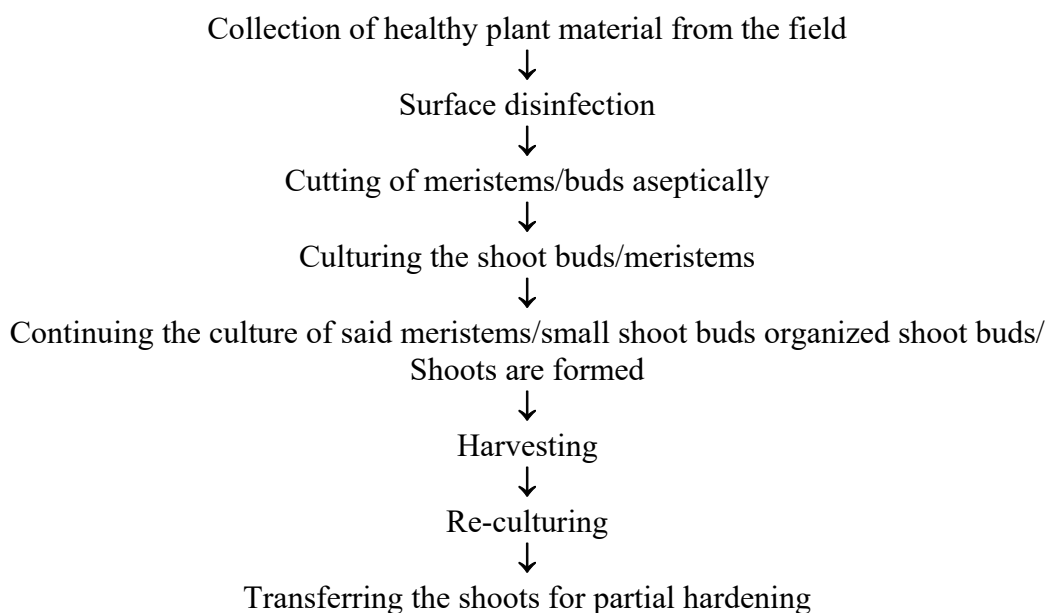 Collection of healthy plant material from the field
↓
Surface disinfection
↓
Cutting of meristems/buds aseptically
↓
Culturing the shoot buds/meristems
↓
Continuing the culture of said meristems/small shoot buds organized shoot buds/
Shoots are formed
↓
Harvesting
↓
Re-culturing
↓
Transferring the shoots for partial hardening